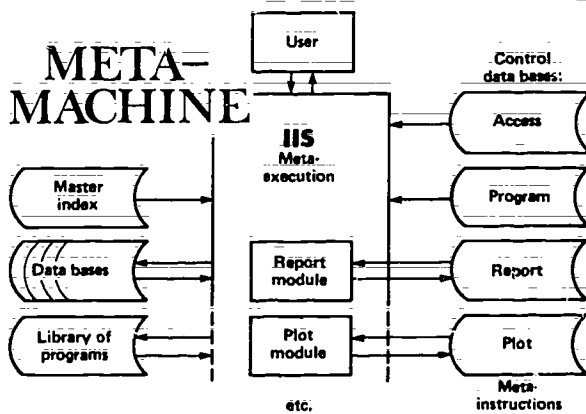 META-
MACHINE
User
Control
data bases:
IIS
Meta-
execution
Access
Master
index
Program
Data bases
Report
module
Report
Library of
programs
Plot
module
Plot
etc.
Meta-
instructions